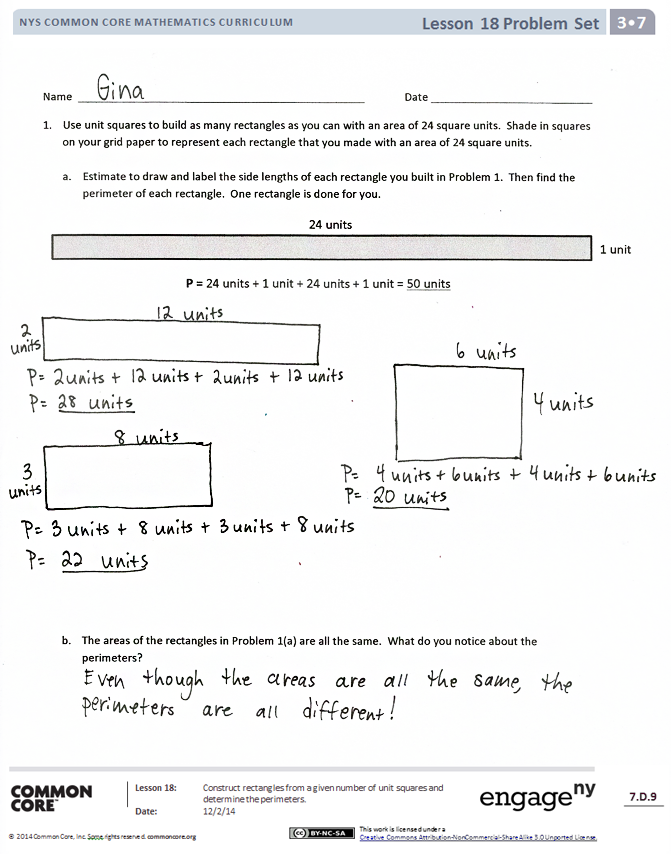 NYS COMMON CORE MATHEMATICS CURRICULUM
Lesson 18 Problem Set
3•7
Name Gina Date
1. Use unit squares to build as many rectangles as you can with an area of 24 square units. Shade in squares
on your grid paper to represent each rectangle that you made with an area of 24 square units.
a. Estimate to draw and label the side lengths of each rectangle you built in Problem 1. Then find the
perimeter of each rectangle. One rectangle is done for you.
24 units
1 unit
P = 24 units + 1 unit + 24 units + 1 unit = 50 units
12 units
2
units
P= 2units + 12 units + 2units + 12 units
P= 28 units
6 units
4 units
P= 4 units + 6units + 4 units + 6units
P= 20 units
8 units
3
units
P= 3 units + 8 units + 3 units + 8 units
P= 22 units
b. The areas of the rectangles in Problem 1(a) are all the same. What do you notice about the
perimeters?
Even though the areas are all the same, the
perimeters are all different!
COMMON
CORE™
Lesson 18: Construct rectangles from a given number of unit squares and
determine the perimeters.
Date: 12/2/14
engageny
7.D.9
© 2014 Common Core, Inc. Some rights reserved. commoncore.org
(cc) BY-NC-SA
This work is licensed under a
Creative Commons Attribution-NonCommercial-ShareAlike 3.0 Unported License.